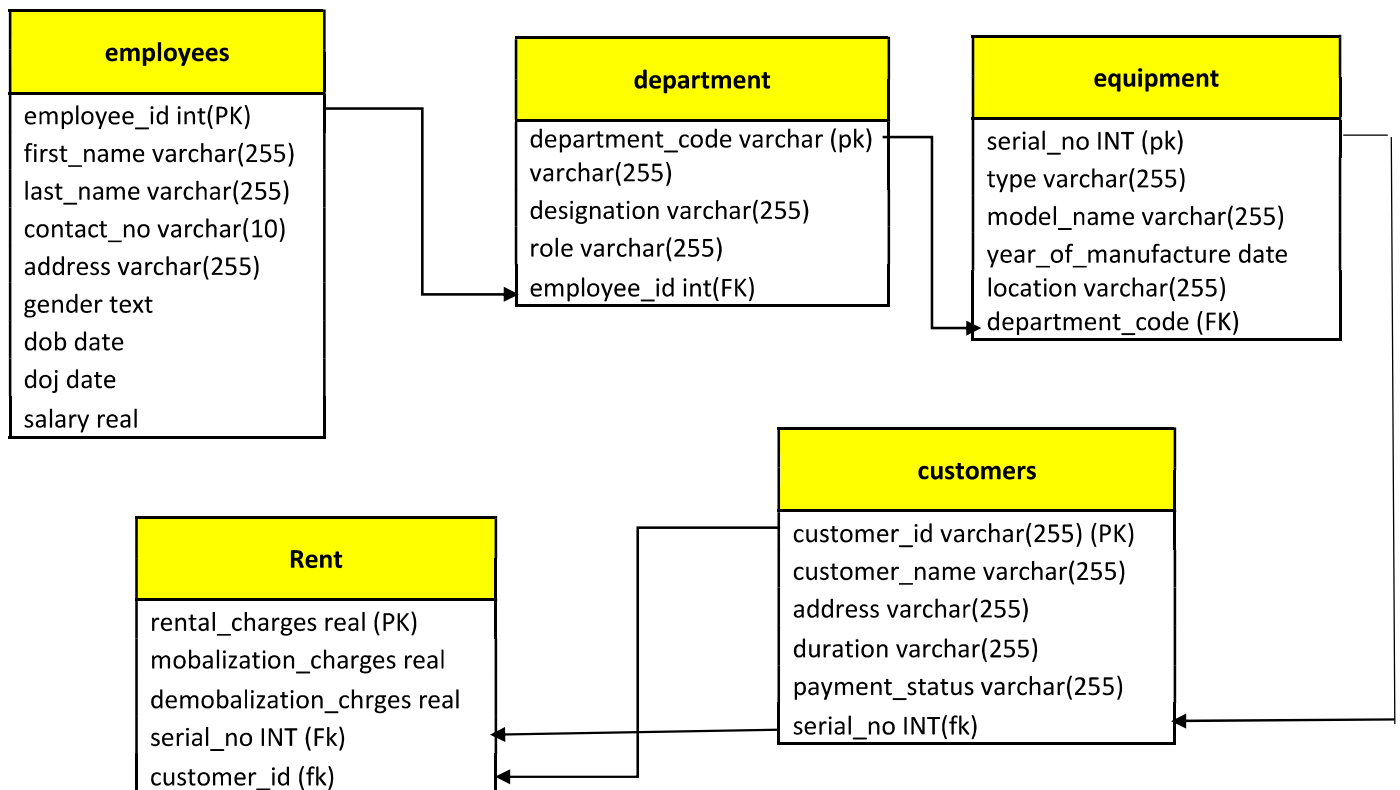 employees
employee_id int(PK)
first_name varchar(255)
last_name varchar(255)
contact_no varchar(10)
address varchar(255)
gender text
dob date
doj date
salary real
department
department_code varchar (pk)
varchar(255)
designation varchar(255)
role varchar(255)
employee_id int(FK)
equipment
serial_no INT (pk)
type varchar(255)
model_name varchar(255)
year_of_manufacture date
location varchar(255)
department_code (FK)
customers
customer_id varchar(255) (PK)
customer_name varchar(255)
address varchar(255)
duration varchar(255)
payment_status varchar(255)
serial_no INT(fk)
Rent
rental_charges real (PK)
mobalization_charges real
demobalization_chrges real
serial_no INT (Fk)
customer_id (fk)